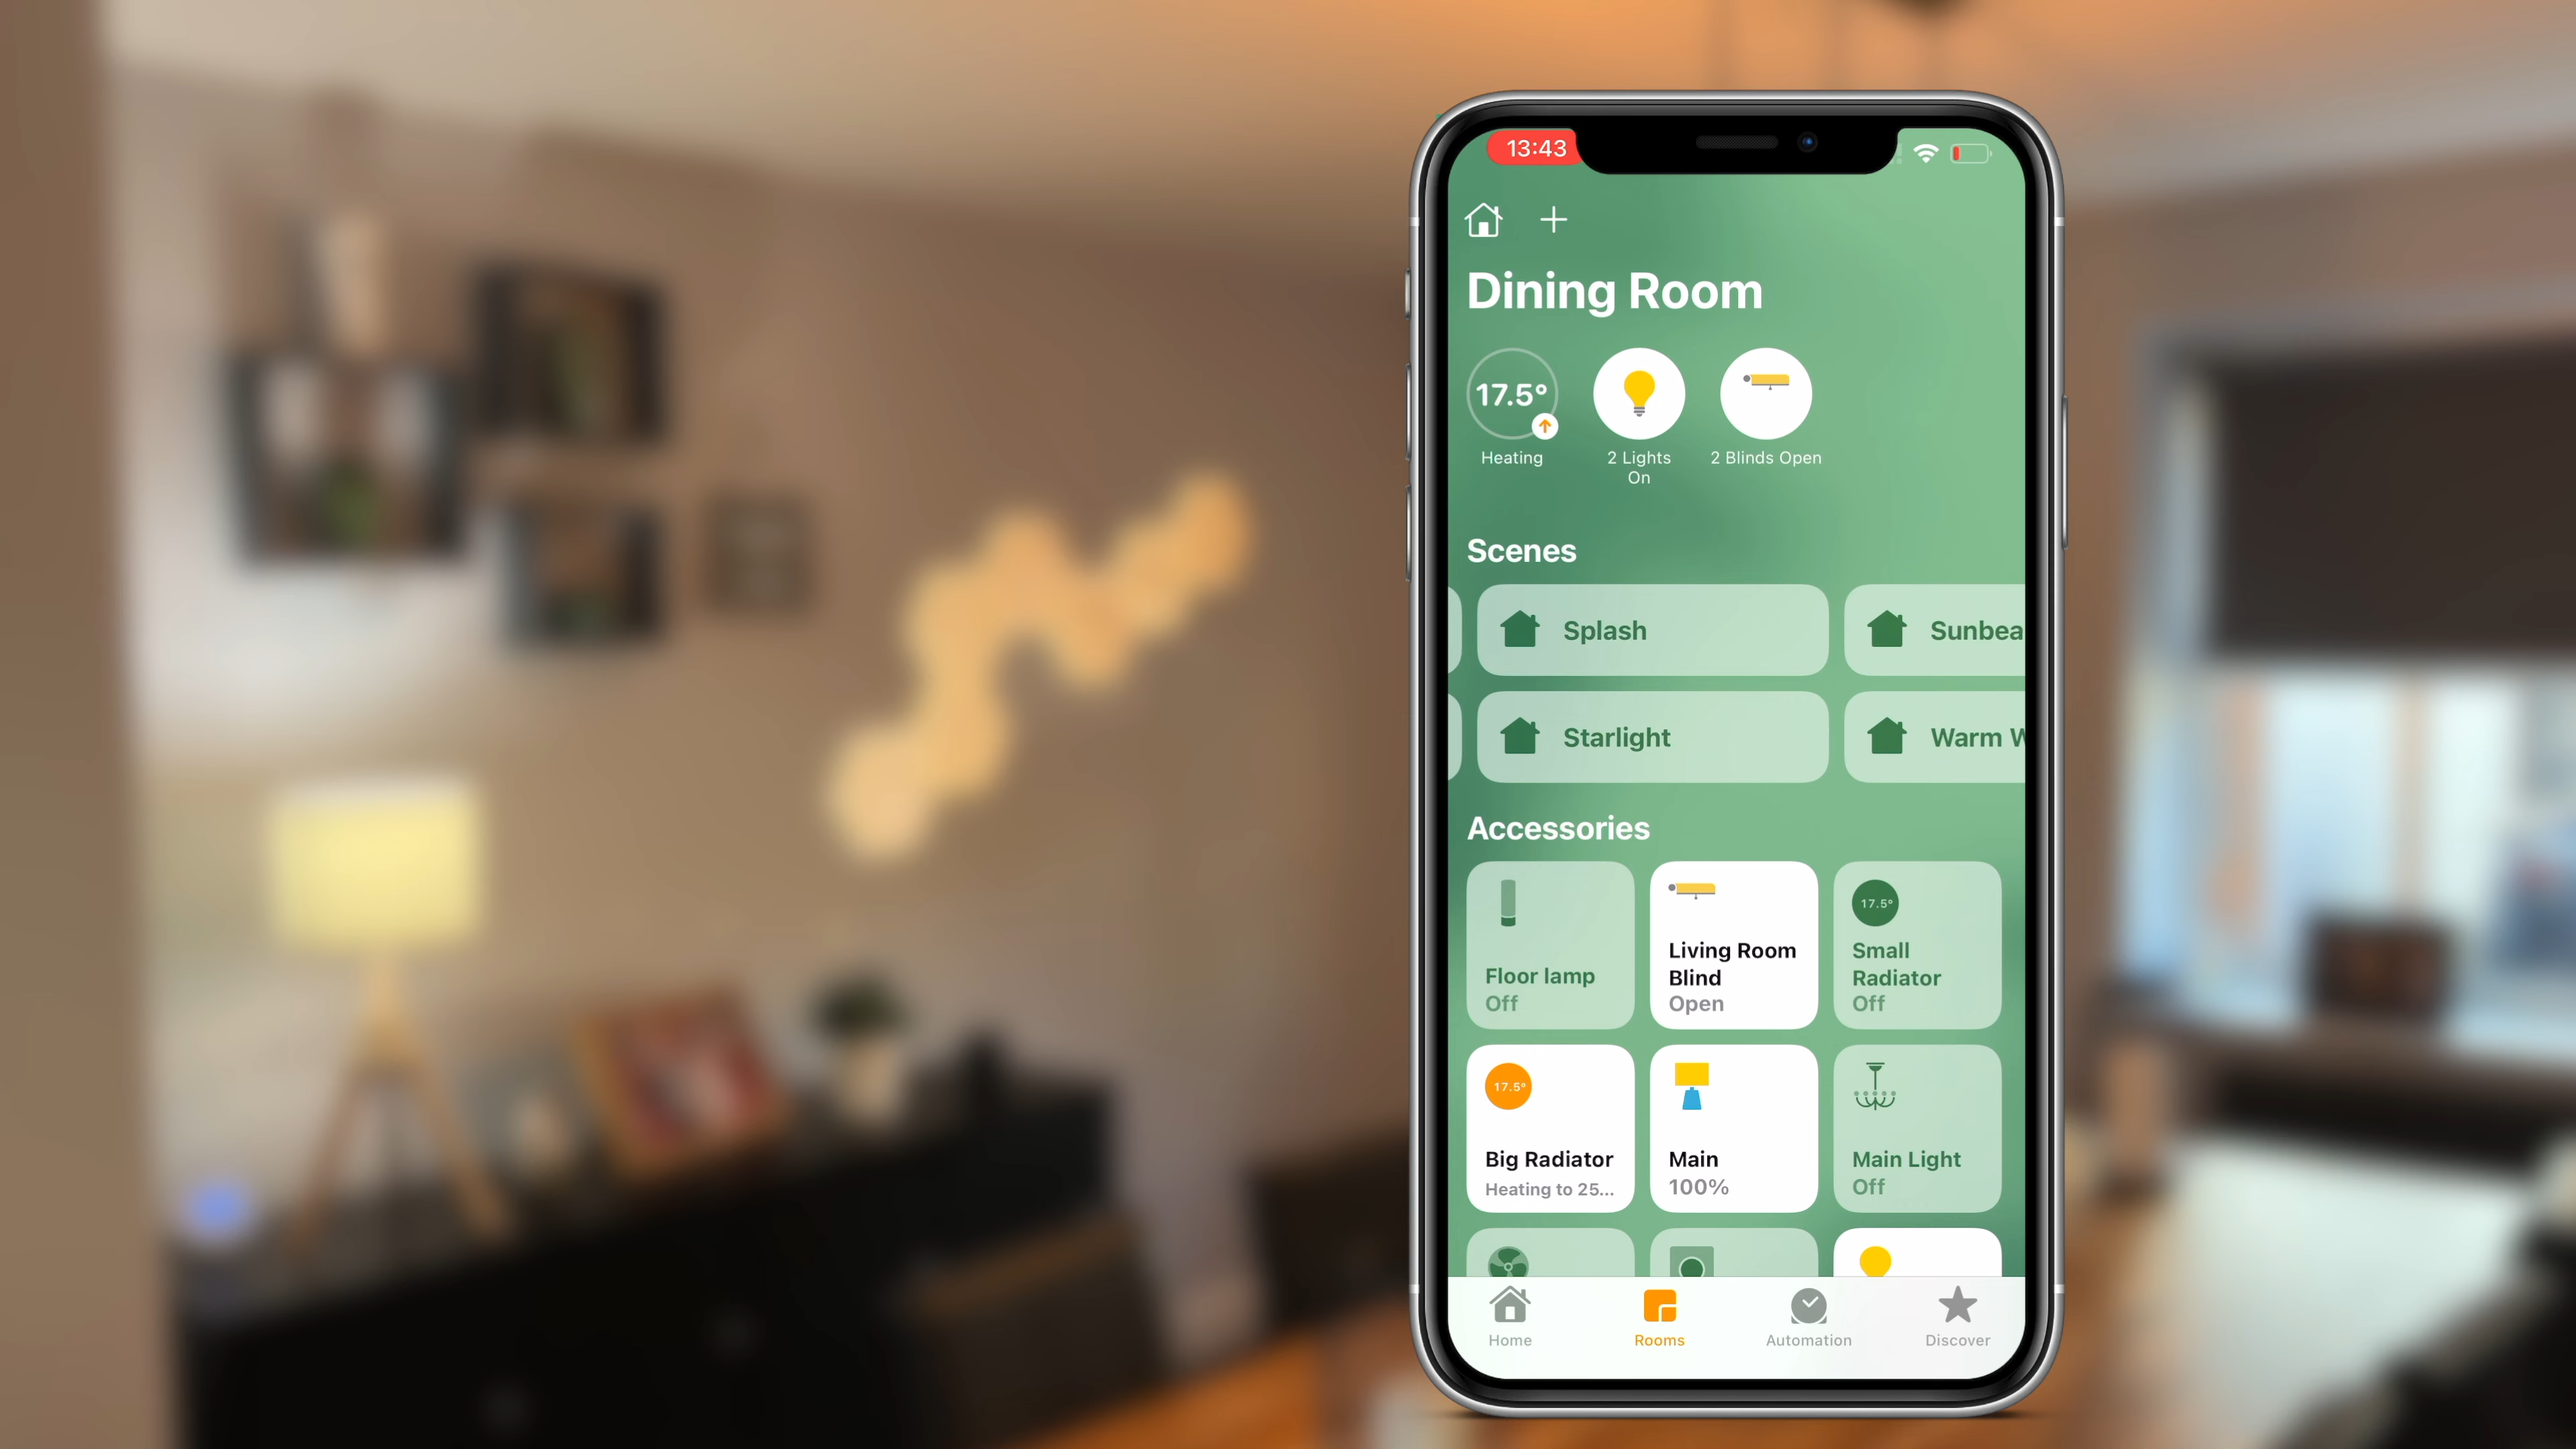 13:43
Dining Room
17.5°
Heating
2 Lights
On
2 Blinds Open
Scenes
Splash
Sunbea
Starlight
Warm W
Accessories
Floor lamp
Off
Living Room
Blind
Open
17.5°
Small
Radiator
Off
17.5°
Big Radiator
Heating to 25...
Main
100%
Main Light
Off
Home
Rooms
Automation
Discover